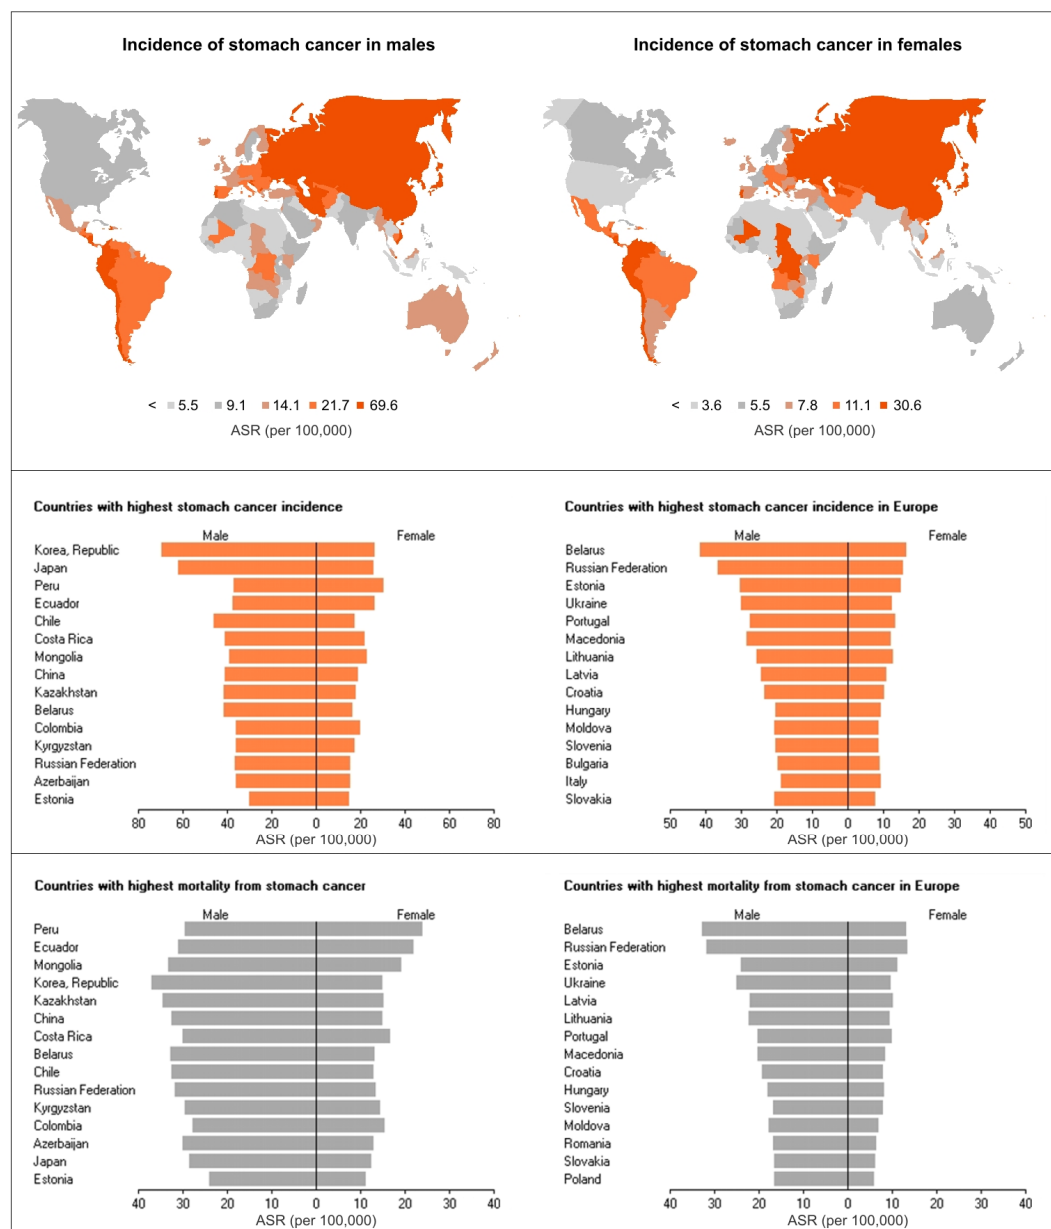 Incidence of stomach cancer in males
Incidence of stomach cancer in females
< 5.5 9.1 14.1 21.7 69.6
ASR (per 100,000)
< 3.6 5.5 7.8 11.1 30.6
ASR (per 100,000)
Countries with highest stomach cancer incidence
Male Female
Korea, Republic
Japan
Peru
Ecuador
Chile
Costa Rica
Mongolia
China
Kazakhstan
Belarus
Colombia
Kyrgyzstan
Russian Federation
Azerbaijan
Estonia
80 60 40 20 0 20 40 60 80
ASR (per 100,000)
Countries with highest stomach cancer incidence in Europe
Male Female
Belarus
Russian Federation
Estonia
Ukraine
Portugal
Macedonia
Lithuania
Latvia
Croatia
Hungary
Moldova
Slovenia
Bulgaria
Italy
Slovakia
50 40 30 20 10 0 10 20 30 40 50
ASR (per 100,000)
Countries with highest mortality from stomach cancer
Male Female
Peru
Ecuador
Mongolia
Korea, Republic
Kazakhstan
China
Costa Rica
Belarus
Chile
Russian Federation
Kyrgyzstan
Colombia
Azerbaijan
Japan
Estonia
40 30 20 10 0 10 20 30 40
ASR (per 100,000)
Countries with highest mortality from stomach cancer in Europe
Male Female
Belarus
Russian Federation
Estonia
Ukraine
Latvia
Lithuania
Portugal
Macedonia
Croatia
Hungary
Slovenia
Moldova
Romania
Slovakia
Poland
40 30 20 10 0 10 20 30 40
ASR (per 100,000)